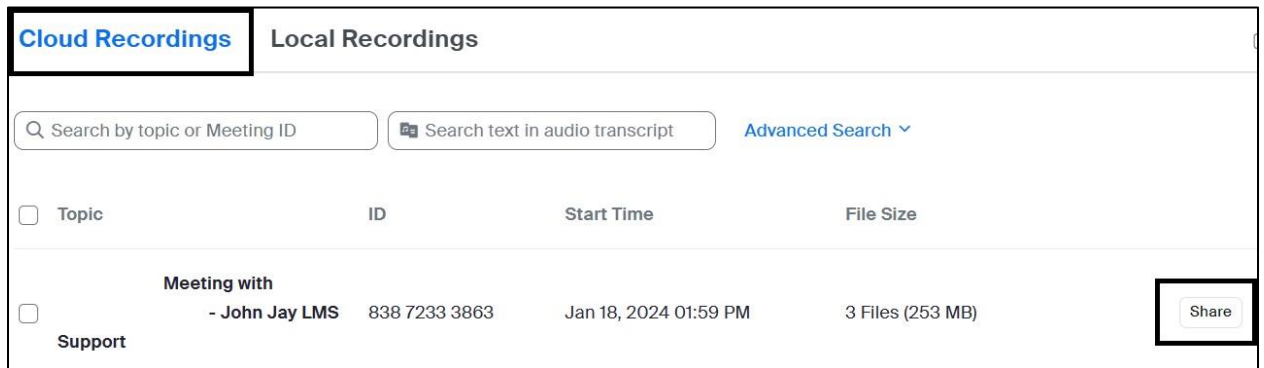 Cloud Recordings Local Recordings
Search by topic or Meeting ID Search text in audio transcript Advanced Search
Topic ID Start Time File Size
Meeting with
- John Jay LMS 838 7233 3863 Jan 18, 2024 01:59 PM 3 Files (253 MB) Share
Support